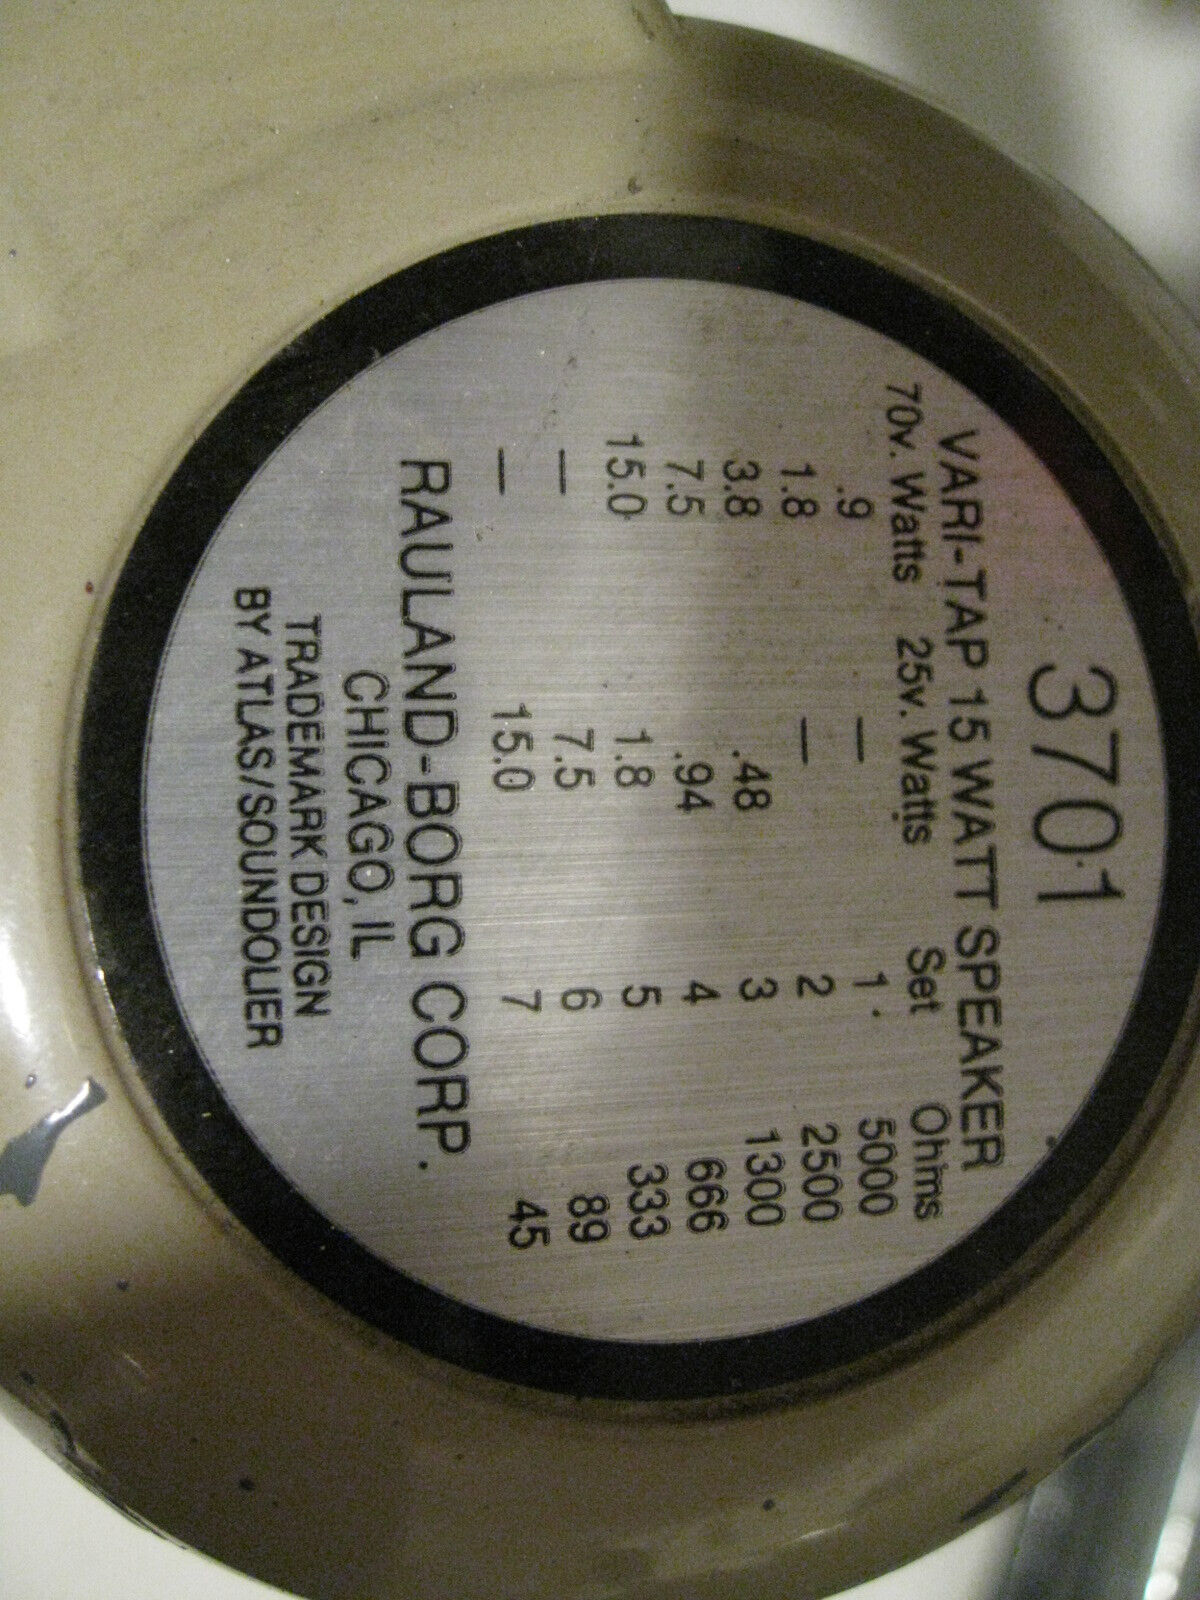 3701
VARI-TAP 15 WATT SPEAKER
70v. Watts 25v. Watts Set Ohms
.9 — 1 5000
1.8 — 2 2500
3.8 .48 3 1300
7.5 .94 4 666
15.0 1.8 5 333
— 7.5 6 89
— 15.0 7 45
RAULAND-BORG CORP.
CHICAGO, IL
TRADEMARK DESIGN
BY ATLAS/SOUNDOLIER